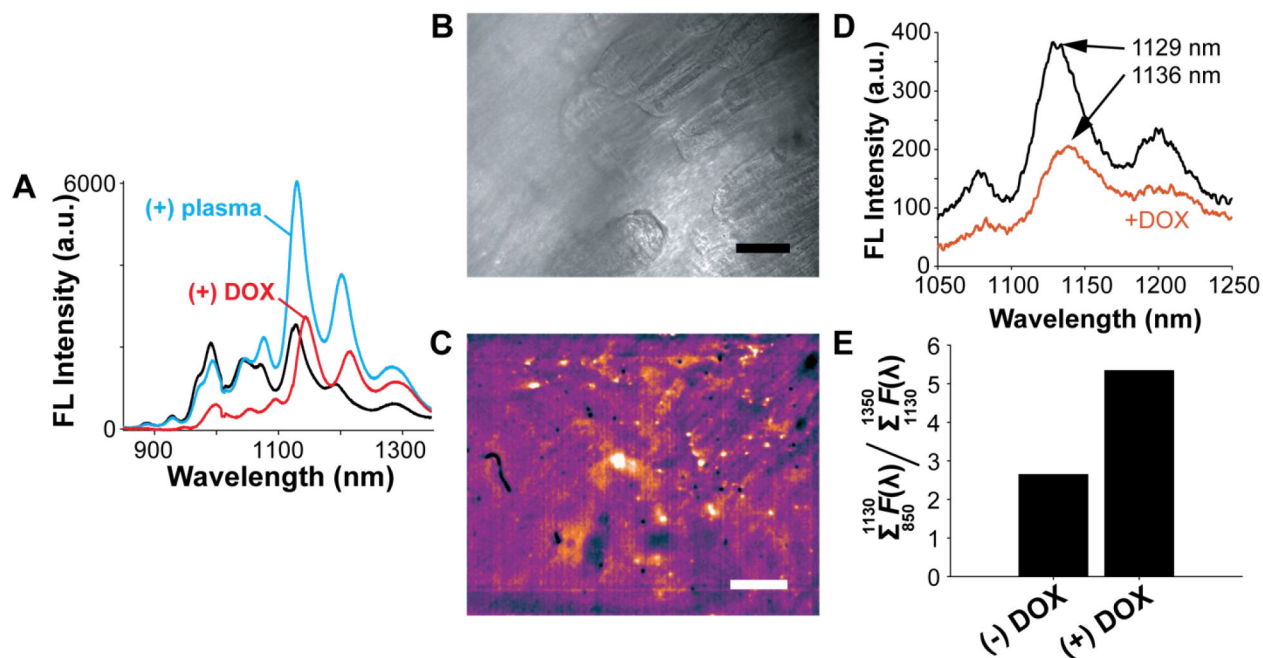 A
FL Intensity (a.u.)
6000
0
(+) plasma
(+) DOX
900
1100
1300
Wavelength (nm)
B
C
D
FL Intensity (a.u.)
400
300
200
100
0
1129 nm
1136 nm
+DOX
1050
1100
1150
1200
1250
Wavelength (nm)
E
1130 Σ 850 F(λ) / 1350 Σ 1130 F(λ)
6
5
4
3
2
1
0
(-) DOX
(+) DOX